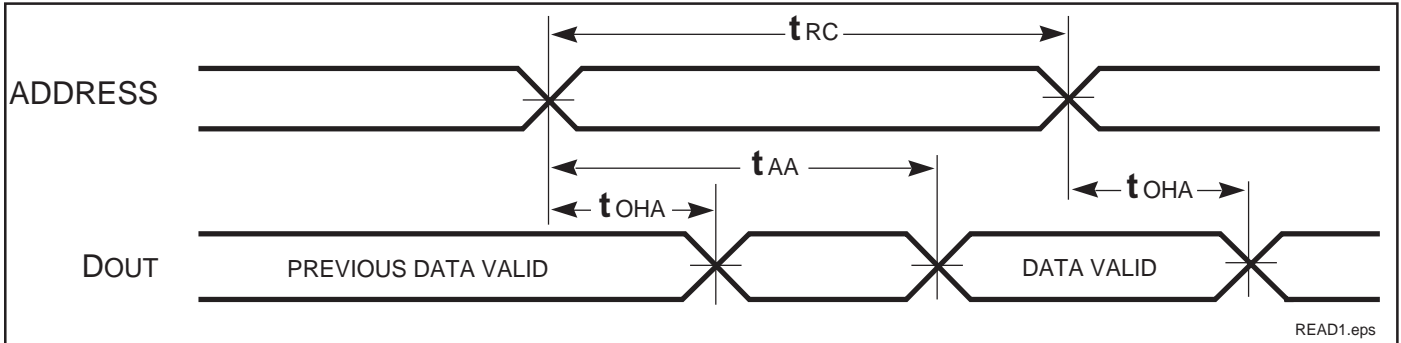 tRC
ADDRESS
tAA
tOHA
tOHA
DOUT
PREVIOUS DATA VALID
DATA VALID
READ1.eps